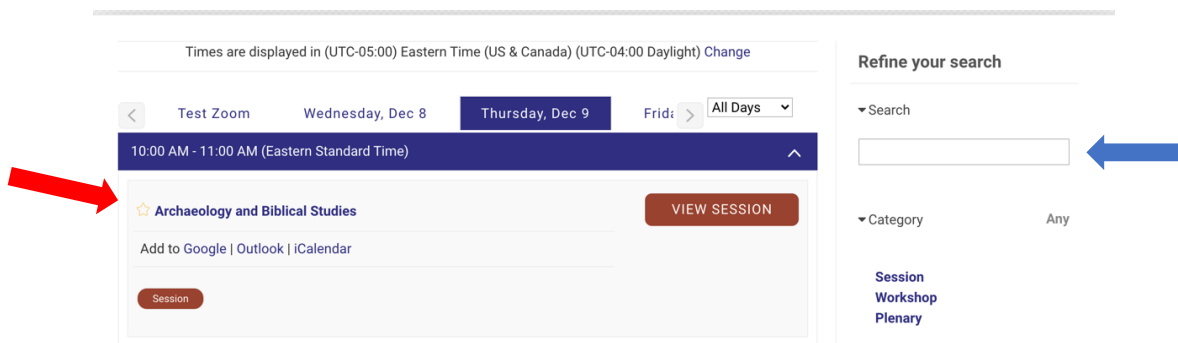 Times are displayed in (UTC-05:00) Eastern Time (US & Canada) (UTC-04:00 Daylight) Change
Test Zoom Wednesday, Dec 8 Thursday, Dec 9 Frid All Days
10:00 AM - 11:00 AM (Eastern Standard Time)
Archaeology and Biblical Studies VIEW SESSION
Add to Google | Outlook | iCalendar
Session
Refine your search
Search
Category Any
Session
Workshop
Plenary